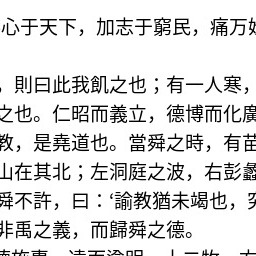 心于天下，加志于窮民，痛万
，則曰此我飢之也；有一人寒，
之也。仁昭而義立，德博而化廣
教，是堯道也。當舜之時，有苗
山在其北；左洞庭之波，右彭蠡
舜不許，曰：‘諭教猶未竭也，究
非禹之義，而歸舜之德。